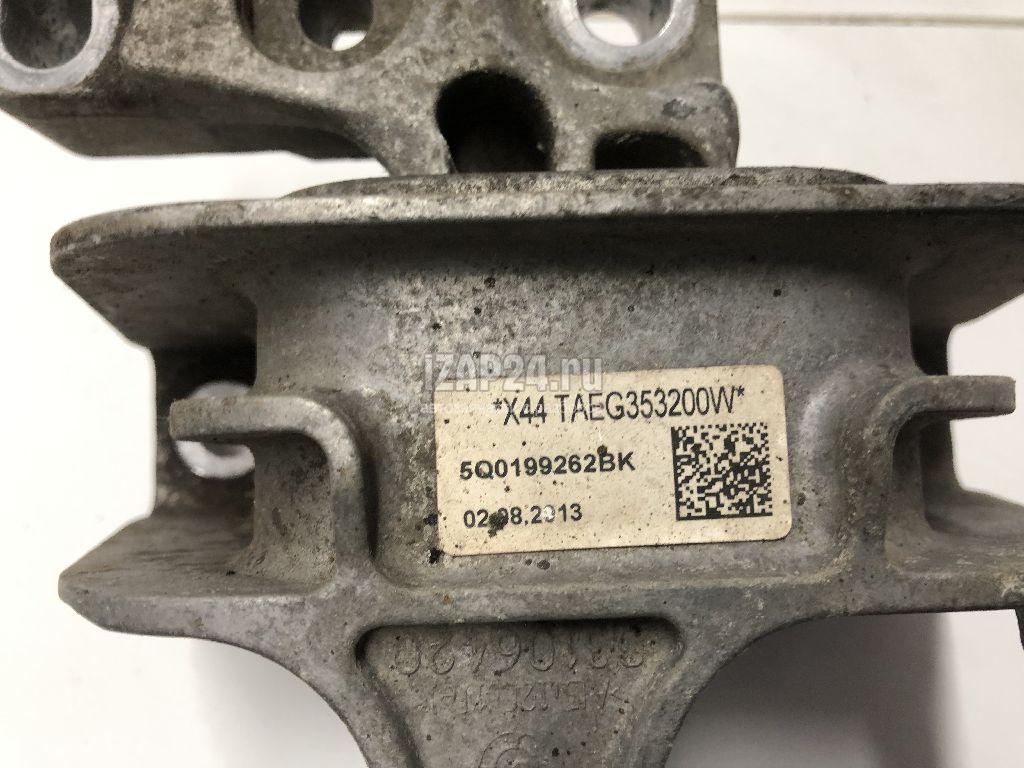 iZAP24.ru
*X44 TAEG353200W*
5Q0199262BK
02.08.2013